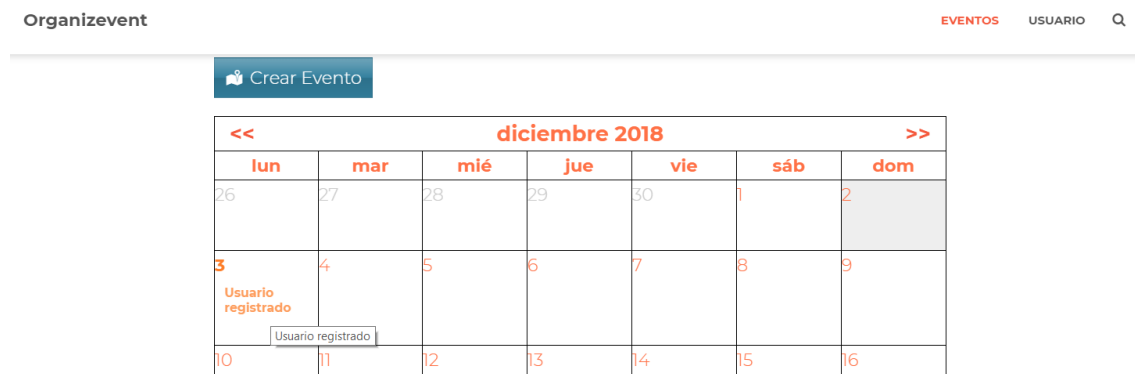 Organizevent EVENTOS USUARIO
Crear Evento
<< diciembre 2018 >>
lun mar mié jue vie sáb dom
26 27 28 29 30 1 2
3 4 5 6 7 8 9
Usuario
registrado
Usuario registrado
10 11 12 13 14 15 16